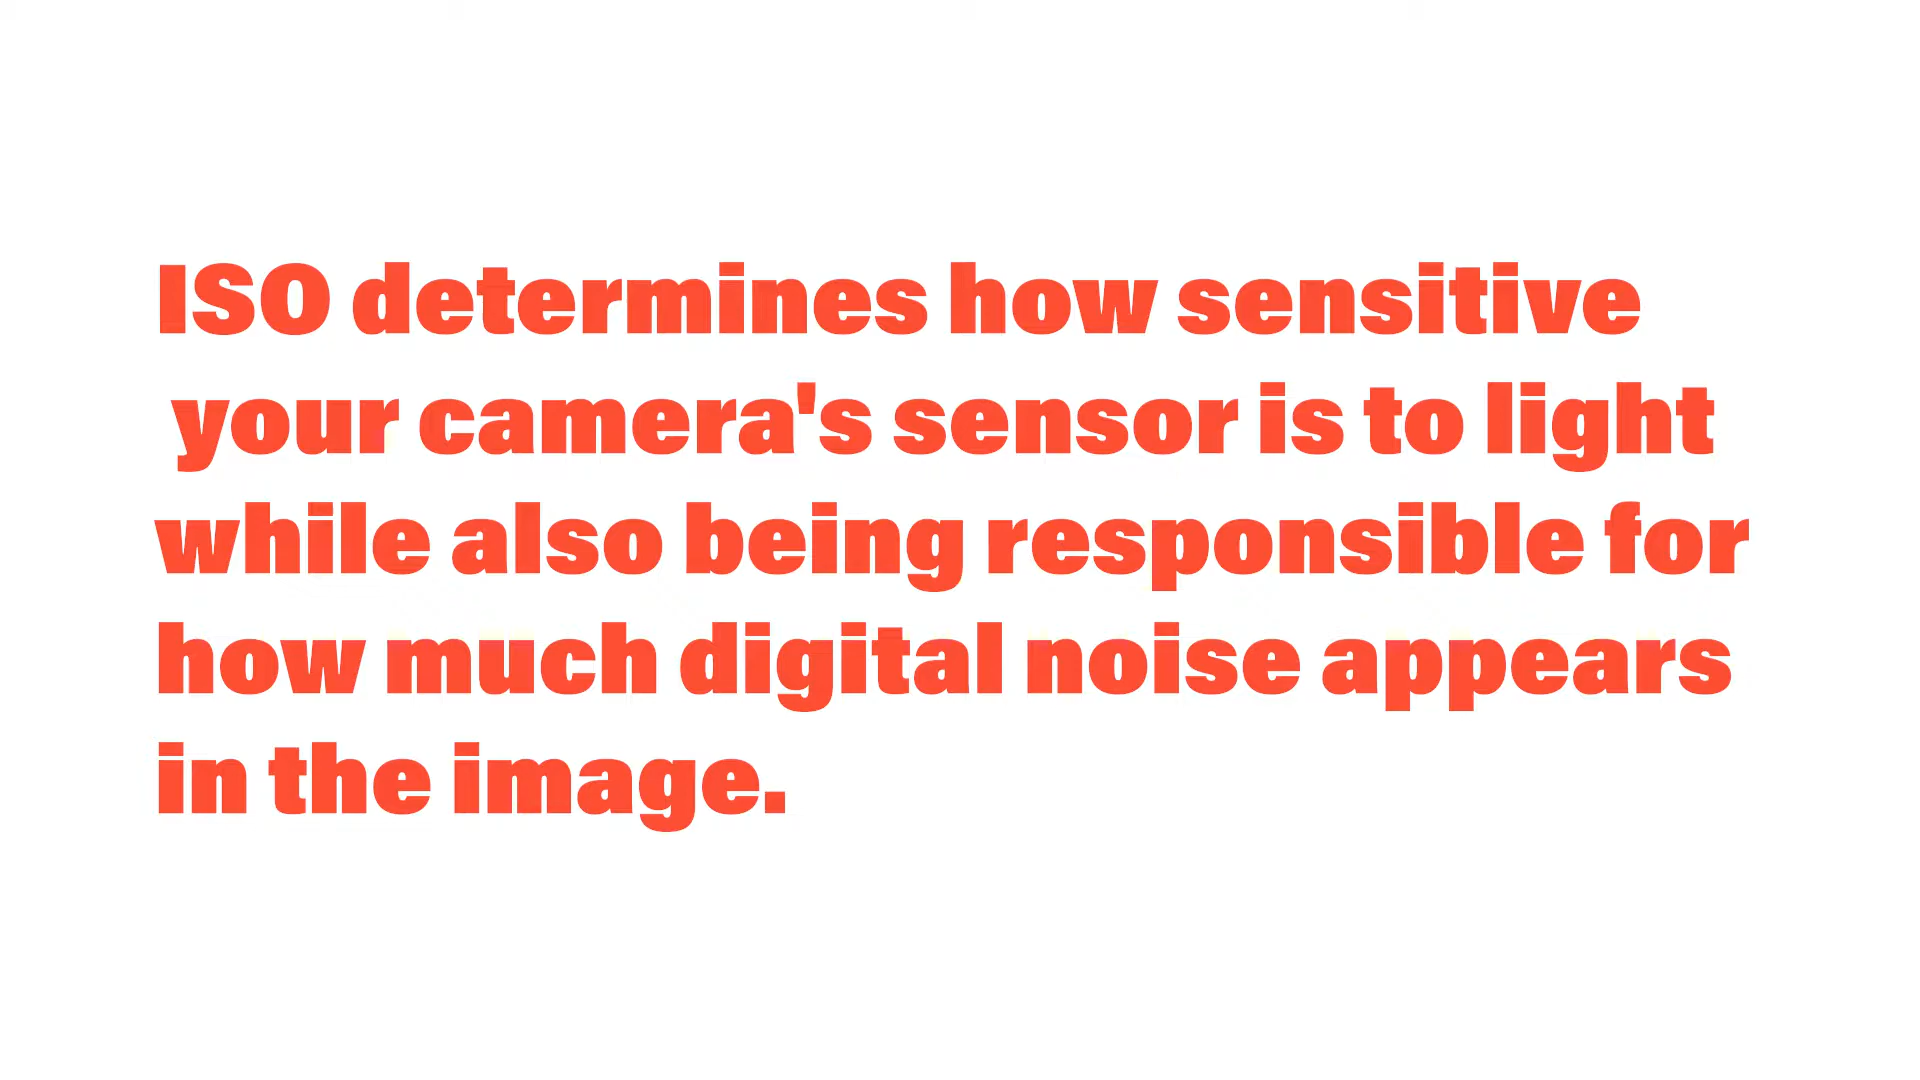 ISO determines how sensitive
your camera's sensor is to light
while also being responsible for
how much digital noise appears
in the image.